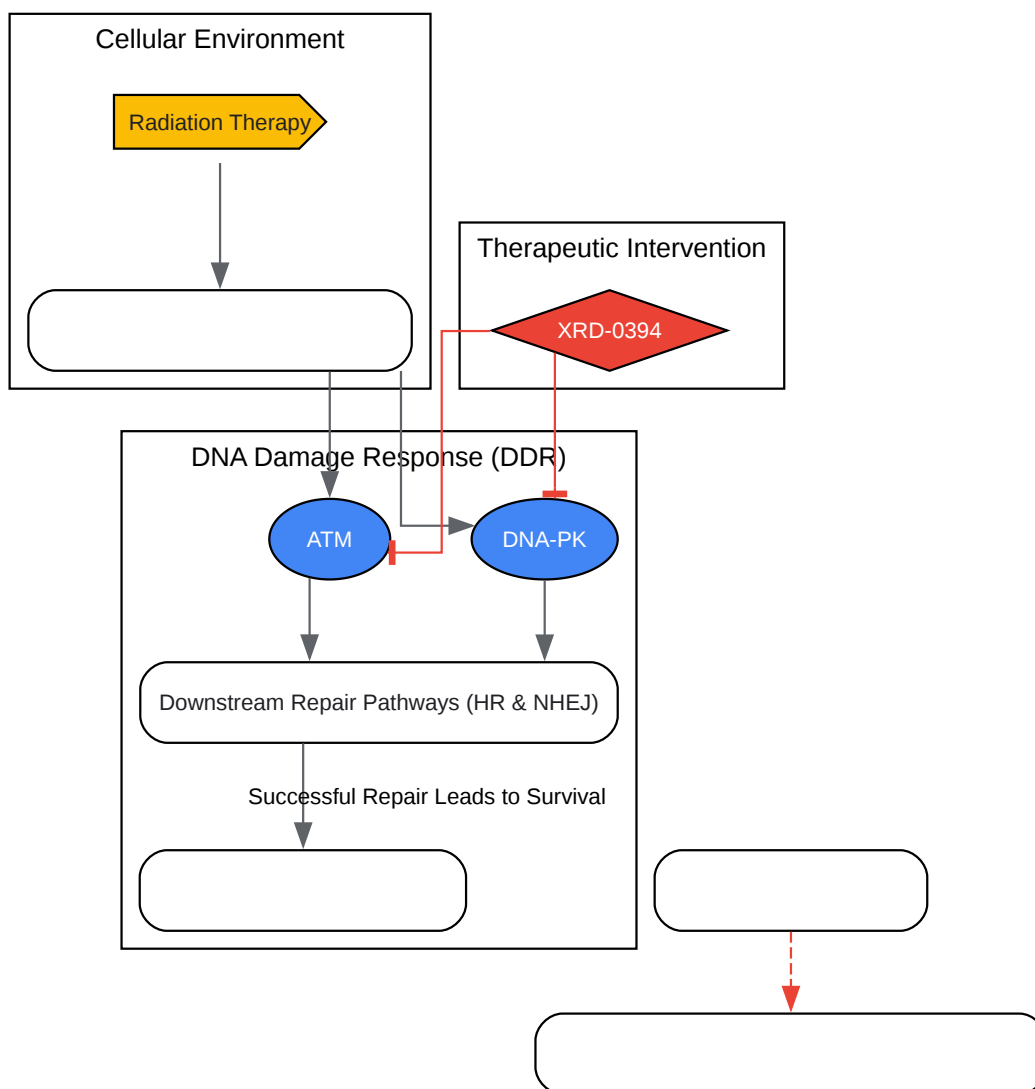 Cellular Environment
Radiation Therapy
Therapeutic Intervention
XRD-0394
DNA Damage Response (DDR)
ATM
DNA-PK
Downstream Repair Pathways (HR & NHEJ)
Successful Repair Leads to Survival